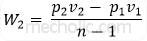 W₂ = (p₂v₂ − p₁v₁) / (n − 1)